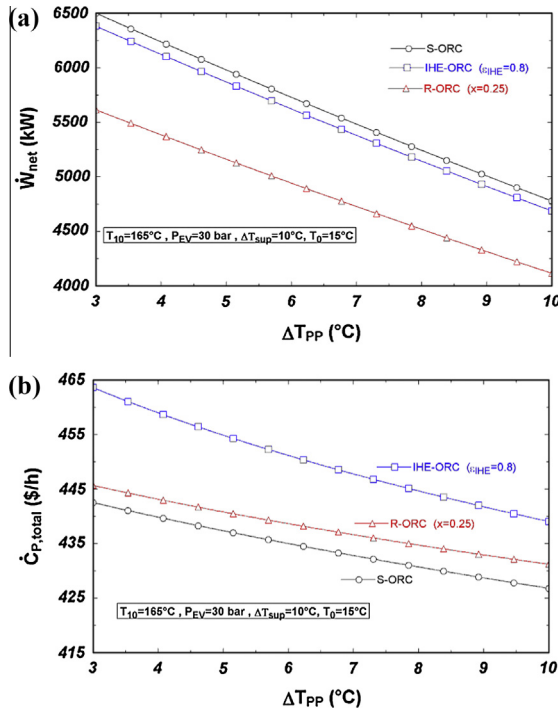 (a)
6500
6000
5500
5000
4500
4000
Ẇnet (kW)
S-ORC
IHE-ORC (εIHE=0.8)
R-ORC (x=0.25)
T10=165°C , PEV=30 bar , ΔTsup=10°C, T0=15°C
3 4 5 6 7 8 9 10
ΔTPP (°C)
(b)
465
455
445
435
425
415
ĊP,total ($/h)
IHE-ORC (εIHE=0.8)
R-ORC (x=0.25)
S-ORC
T10=165°C , PEV=30 bar , ΔTsup=10°C, T0=15°C
3 4 5 6 7 8 9 10
ΔTPP (°C)